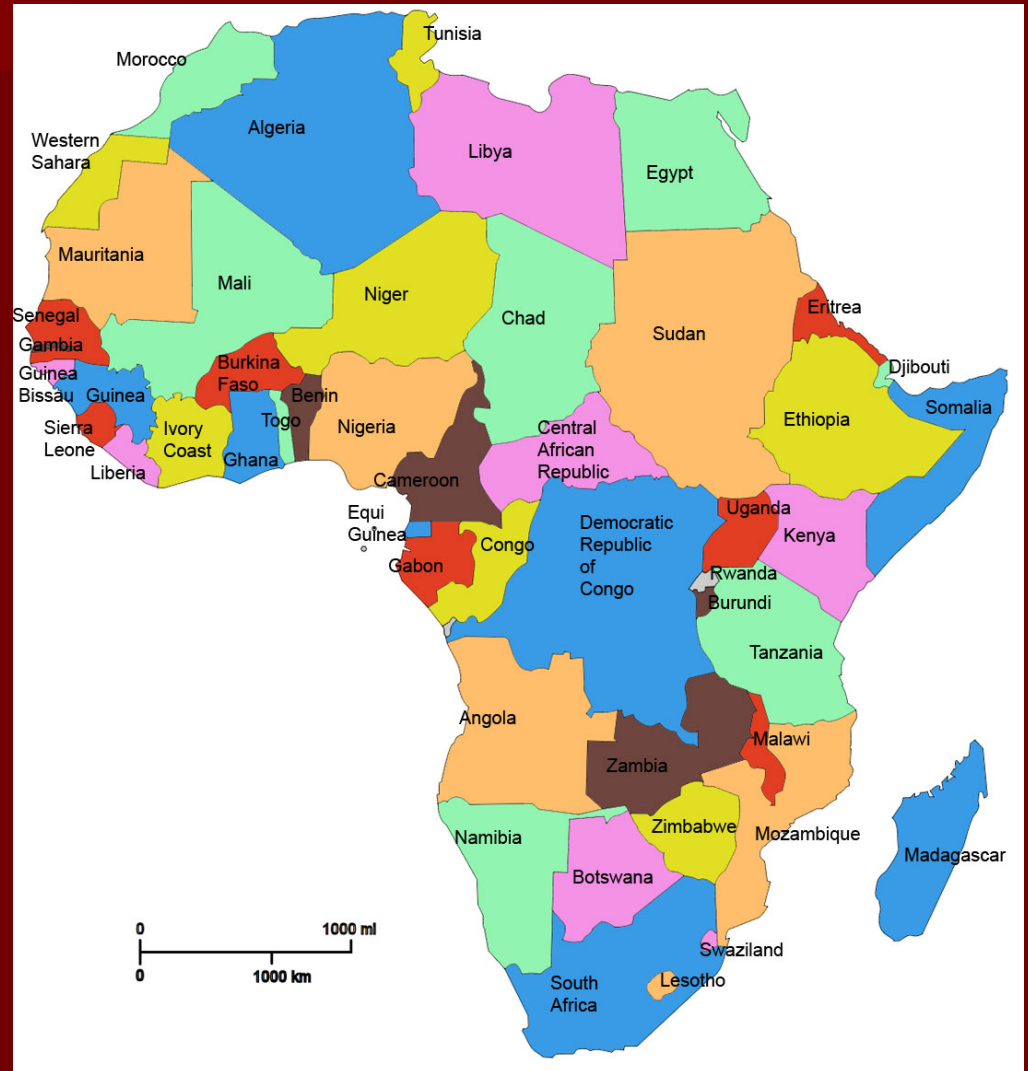 Tunisia
Morocco
Algeria
Western
Sahara
Libya
Egypt
Mauritania
Mali
Niger
Chad
Sudan
Eritrea
Senegal
Gambia
Guinea
Bissau
Guinea
Burkina
Faso
Benin
Togo
Nigeria
Djibouti
Somalia
Ethiopia
Sierra
Leone
Liberia
Ivory
Coast
Ghana
Central
African
Republic
Cameroon
Equi
Guinea
Gabon
Congo
Democratic
Republic
of
Congo
Uganda
Kenya
Rwanda
Burundi
Tanzania
Angola
Zambia
Malawi
Namibia
Zimbabwe
Mozambique
Botswana
Madagascar
0 1000 mi
0 1000 km
Swaziland
Lesotho
South
Africa